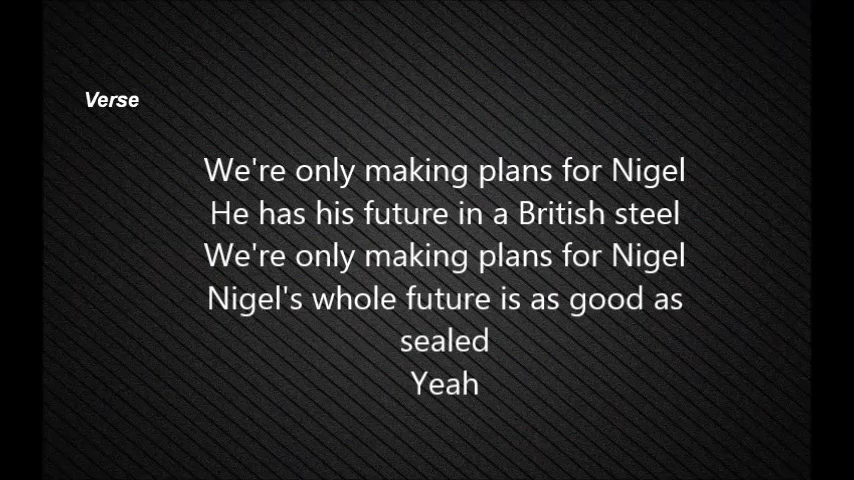 Verse
We're only making plans for Nigel
He has his future in a British steel
We're only making plans for Nigel
Nigel's whole future is as good as
sealed
Yeah